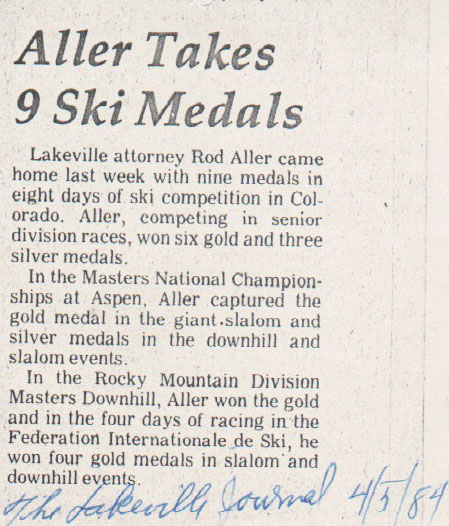 Aller Takes
9 Ski Medals
Lakeville attorney Rod Aller came
home last week with nine medals in
eight days of ski competition in Col-
orado. Aller, competing in senior
division races, won six gold and three
silver medals.
In the Masters National Champion-
ships at Aspen, Aller captured the
gold medal in the giant slalom and
silver medals in the downhill and
slalom events.
In the Rocky Mountain Division
Masters Downhill, Aller won the gold
and in the four days of racing in the
Federation Internationale de Ski, he
won four gold medals in slalom and
downhill events.
The Lakeville Journal 4/5/84